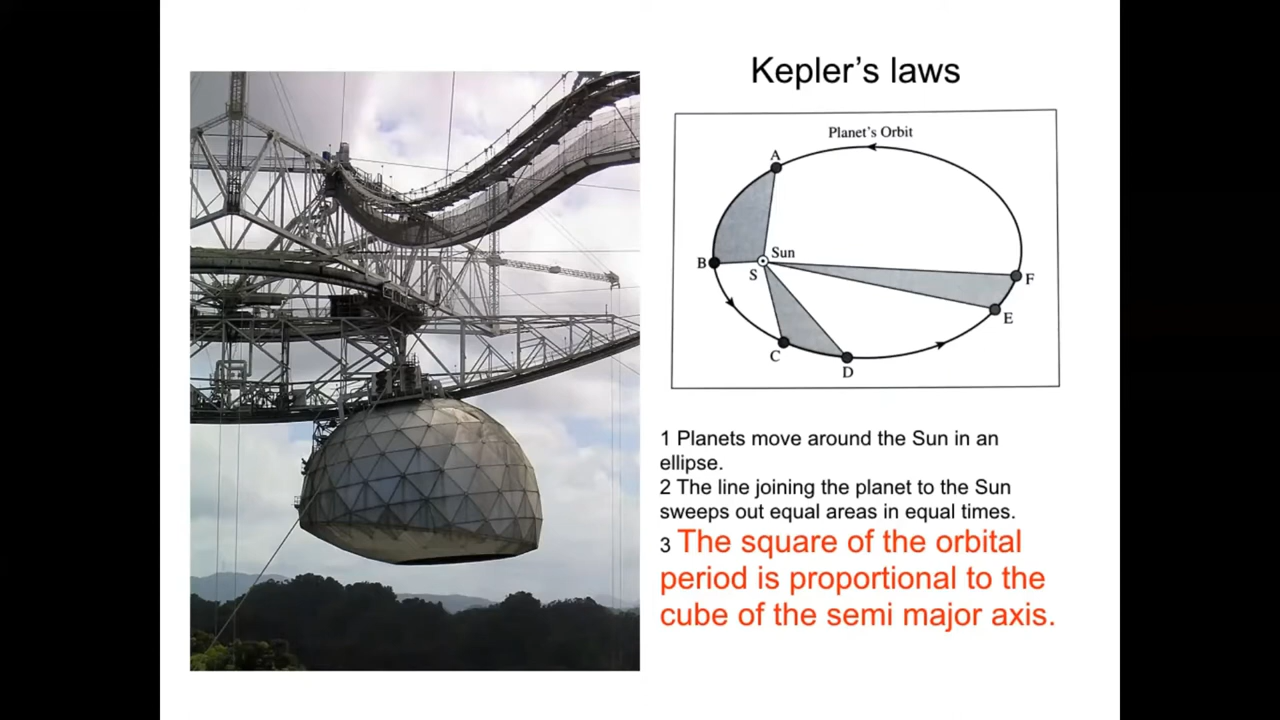 Kepler’s laws
Planet’s Orbit
A
Sun
B
S
F
E
C
D
1 Planets move around the Sun in an
ellipse.
2 The line joining the planet to the Sun
sweeps out equal areas in equal times.
3 The square of the orbital
period is proportional to the
cube of the semi major axis.